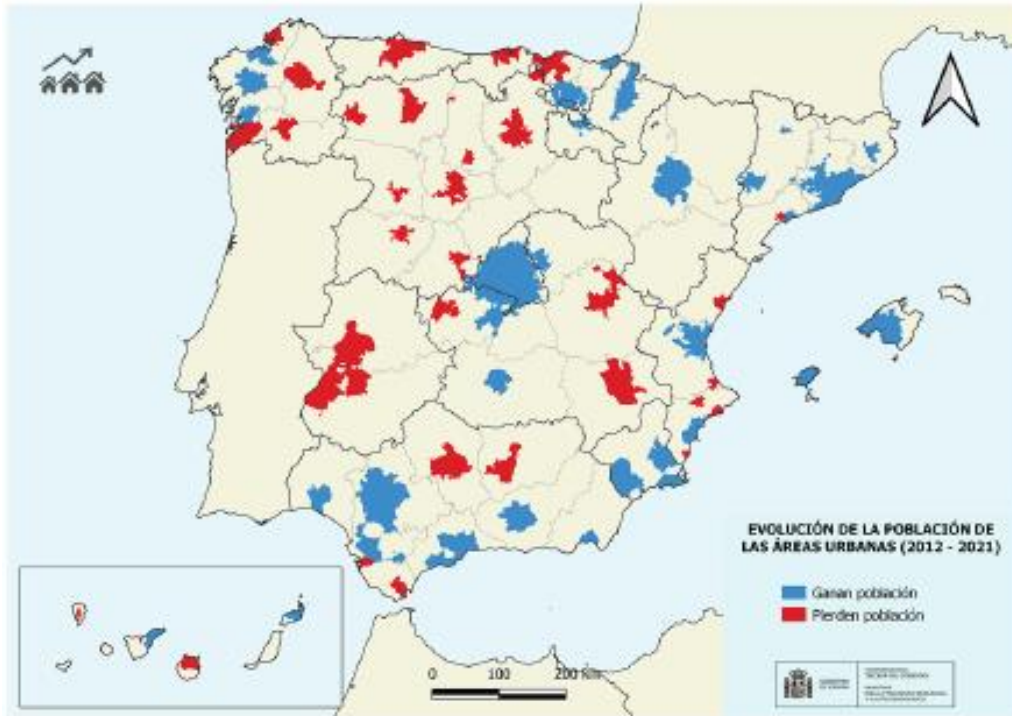 EVOLUCIÓN DE LA POBLACIÓN DE
LAS ÁREAS URBANAS (2012 - 2021)
Ganan población
Pierden población
0 100 200 km